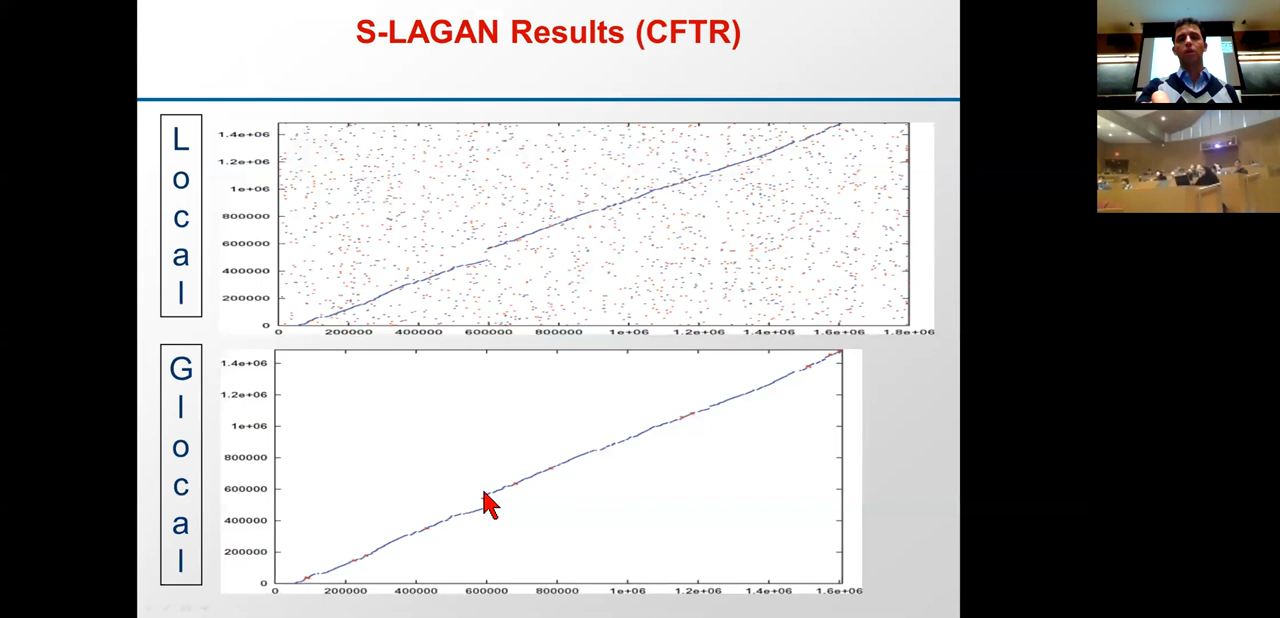 S-LAGAN Results (CFTR)
L
o
c
a
l
1.4e+06
1.2e+06
1e+06
800000
600000
400000
200000
0
0 200000 400000 600000 800000 1e+06 1.2e+06 1.4e+06 1.6e+06 1.8e+06
G
l
o
c
a
l
1.4e+06
1.2e+06
1e+06
800000
600000
400000
200000
0
0 200000 400000 600000 800000 1e+06 1.2e+06 1.4e+06 1.6e+06